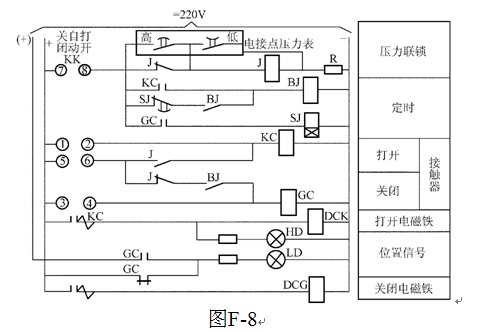 =220V
(+) + 关自打 闭动开 高 低 电接点压力表 −
KK
⑦ ⑧ J J R
KC BJ
SJ BJ
GC SJ
① ② KC
⑤ ⑥ J
J BJ
③ ④ GC
KC DCK
HD
GC LD
GC
DCG
压力联锁
定时
打开
关闭
接触器
打开电磁铁
位置信号
关闭电磁铁
图F-8